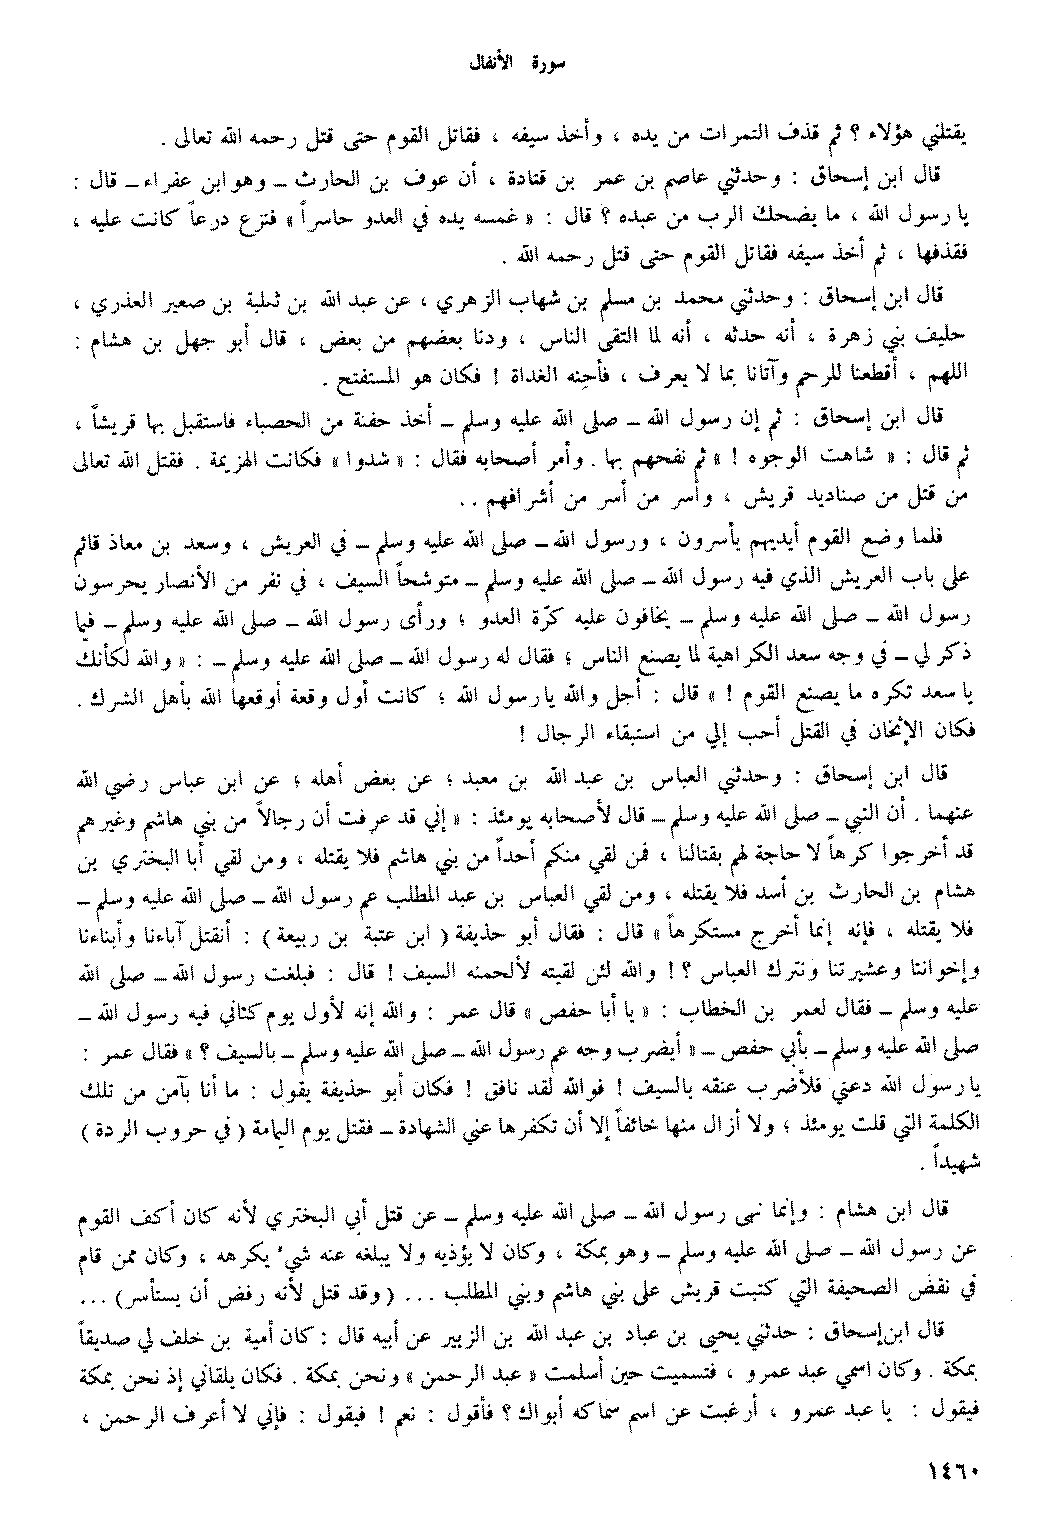 سورة الأنفال
يقتلني هؤلاء ؟ ثم قذف التمرات من يده ، وأخذ سيفه ، فقاتل القوم حتى قتل رحمه الله تعالى .
قال ابن إسحاق : وحدثني عاصم بن عمر بن قتادة ، أن عوف بن الحارث – وهو ابن عفراء – قال :
يا رسول الله ، ما يضحك الرب من عبده ؟ قال : « غمسه يده في العدو حاسراً » فنزع درعاً كانت عليه ،
فقذفها ، ثم أخذ سيفه فقاتل القوم حتى قتل رحمه الله .
قال ابن إسحاق : وحدثني محمد بن مسلم بن شهاب الزهري ، عن عبد الله بن ثعلبة بن صعير العذري ،
حليف بني زهرة ، أنه حدثه ، أنه لما التقى الناس ، ودنا بعضهم من بعض ، قال أبو جهل بن هشام :
اللهم ، أقطعنا للرحم وآتانا بما لا يعرف ، فأحنه الغداة ! فكان هو المستفتح .
قال ابن إسحاق : ثم إن رسول الله – صلى الله عليه وسلم – أخذ حفنة من الحصباء فاستقبل بها قريشاً ،
ثم قال : « شاهت الوجوه ! » ثم نفحهم بها . وأمر أصحابه فقال : « شدوا » فكانت الهزيمة . فقتل الله تعالى
من قتل من صناديد قريش ، وأسر من أسر من أشرافهم . .
فلما وضع القوم أيديهم يأسرون ، ورسول الله – صلى الله عليه وسلم – في العريش ، وسعد بن معاذ قائم
على باب العريش الذي فيه رسول الله – صلى الله عليه وسلم – متوشحاً السيف ، في نفر من الأنصار يحرسون
رسول الله – صلى الله عليه وسلم – يخافون عليه كرّة العدو ؛ ورأى رسول الله – صلى الله عليه وسلم – فيما
ذكر لي – في وجه سعد الكراهية لما يصنع الناس ؛ فقال له رسول الله – صلى الله عليه وسلم – : « والله لكأنك
يا سعد تكره ما يصنع القوم ! » قال : أجل والله يا رسول الله ؛ كانت أول وقعة أوقعها الله بأهل الشرك .
فكان الإثخان في القتل أحب إلي من استبقاء الرجال !
قال ابن إسحاق : وحدثني العباس بن عبد الله بن معبد ؛ عن بعض أهله ؛ عن ابن عباس رضي الله
عنهما . أن النبي – صلى الله عليه وسلم – قال لأصحابه يومئذ : « إني قد عرفت أن رجالاً من بني هاشم وغيرهم
قد أخرجوا كرهاً لا حاجة لهم بقتالنا ، فمن لقي منكم أحداً من بني هاشم فلا يقتله ، ومن لقي أبا البختري بن
هشام بن الحارث بن أسد فلا يقتله ، ومن لقي العباس بن عبد المطلب عم رسول الله – صلى الله عليه وسلم –
فلا يقتله ، فإنه إنما أخرج مستكرهاً » قال : فقال أبو حذيفة ( ابن عتبة بن ربيعة ) : أنقتل آباءنا وأبناءنا
وإخواننا وعشيرتنا ونترك العباس ؟ ! والله لئن لقيته لألحمنه السيف ! قال : فبلغت رسول الله – صلى الله
عليه وسلم – فقال لعمر بن الخطاب : « يا أبا حفص » قال عمر : والله إنه لأول يوم كناني فيه رسول الله –
صلى الله عليه وسلم – بأبي حفص – « أيضرب وجه عم رسول الله – صلى الله عليه وسلم – بالسيف ؟ » فقال عمر :
يا رسول الله دعني فلأضرب عنقه بالسيف ! فوالله لقد نافق ! فكان أبو حذيفة يقول : ما أنا بآمن من تلك
الكلمة التي قلت يومئذ ؛ ولا أزال منها خائفاً إلا أن تكفرها عني الشهادة – فقتل يوم اليمامة ( في حروب الردة )
شهيداً .
قال ابن هشام : وإنما نهى رسول الله – صلى الله عليه وسلم – عن قتل أبي البختري لأنه كان أكف القوم
عن رسول الله – صلى الله عليه وسلم – وهو بمكة ، وكان لا يؤذيه ولا يبلغه عنه شيء يكرهه ، وكان ممن قام
في نقض الصحيفة التي كتبت قريش على بني هاشم وبني المطلب ... ( وقد قتل لأنه رفض أن يستأسر ) ...
قال ابن إسحاق : حدثني يحيى بن عباد بن عبد الله بن الزبير عن أبيه قال : كان أمية بن خلف لي صديقاً
بمكة . وكان اسمي عبد عمرو ، فتسميت حين أسلمت « عبد الرحمن » ونحن بمكة . فكان يلقاني إذ نحن بمكة
فيقول : يا عبد عمرو ، أرغبت عن اسم سماكه أبواك ؟ فأقول : نعم ! فيقول : فإني لا أعرف الرحمن ،
١٤٦٠